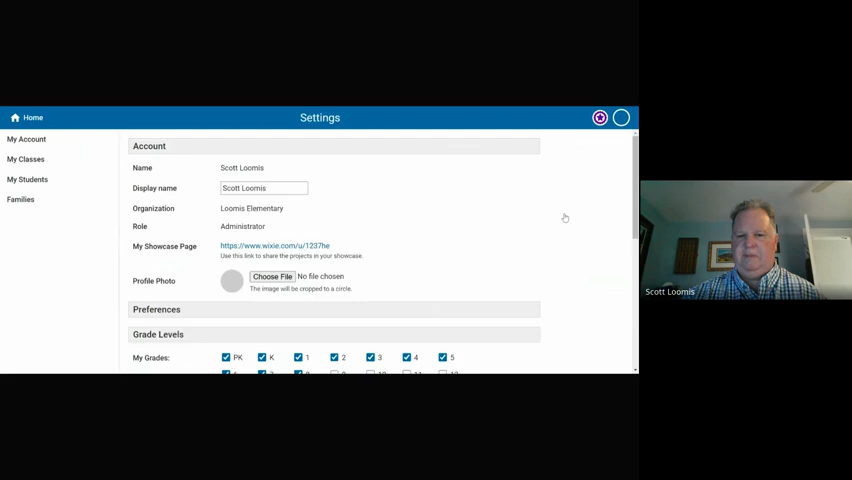 Home
Settings
My Account
My Classes
My Students
Families
Account
Name Scott Loomis
Display name Scott Loomis
Organization Loomis Elementary
Role Administrator
My Showcase Page https://www.wixie.com/u/1237he
Use this link to share the projects in your showcase.
Profile Photo Choose File No file chosen
The image will be cropped to a circle.
Preferences
Grade Levels
My Grades: PK K 1 2 3 4 5
Scott Loomis